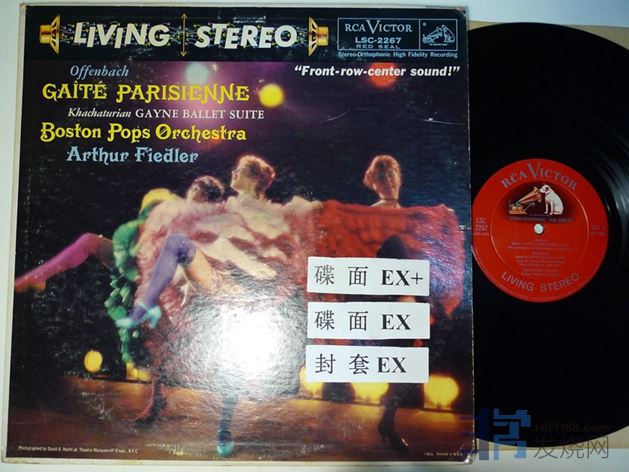 LIVING STEREO
RCA VICTOR
LSC-2267
RED SEAL
Stereo-Orthophonic High Fidelity Recording
Offenbach
"Front-row-center sound!"
GAÎTÉ PARISIENNE
Khachaturian GAYNE BALLET SUITE
Boston Pops Orchestra
Arthur Fiedler
碟 面 EX+
碟 面 EX
封 套 EX
RCA VICTOR
LSC
2267
LIVING STEREO
HIFI168.com
发烧网